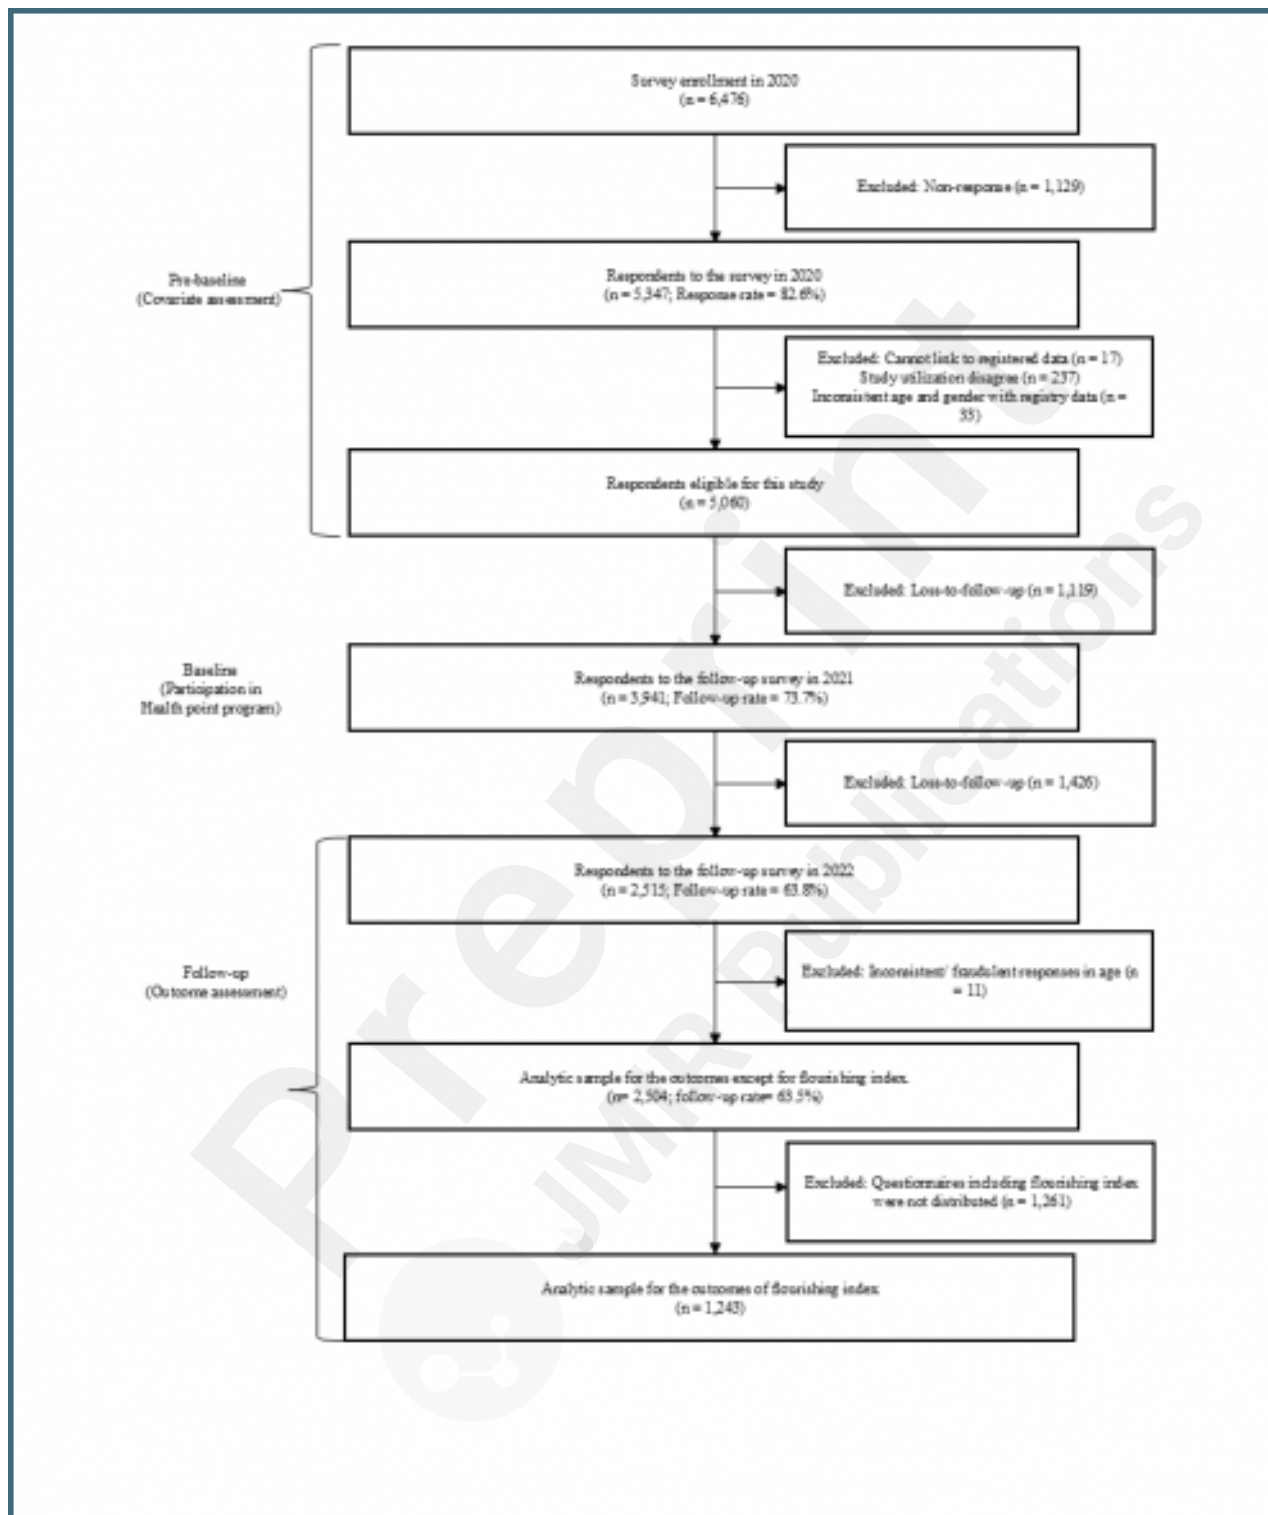 Survey enrollment in 2020
(n = 6,476)
Excluded: Non-response (n = 1,129)
Pre-baseline
(Covariate assessment)
Respondents to the survey in 2020
(n = 5,347; Response rate = 82.6%)
Excluded: Cannot link to registered data (n = 17)
Study utilization disagree (n = 237)
Inconsistent age and gender with registry data (n =
33)
Respondents eligible for this study
(n = 5,060)
Excluded: Loss-to-follow-up (n = 1,119)
Baseline
(Participation in
Health point program)
Respondents to the follow-up survey in 2021
(n = 3,941; Follow-up rate = 73.7%)
Excluded: Loss-to-follow-up (n = 1,426)
Respondents to the follow-up survey in 2022
(n = 2,515; Follow-up rate = 63.8%)
Excluded: Inconsistent/ fraudulent responses in age (n
= 11)
Follow-up
(Outcome assessment)
Analytic sample for the outcomes except for flourishing index.
(n= 2,504; follow-up rate= 63.5%)
Excluded: Questionnaires including flourishing index
were not distributed (n = 1,261)
Analytic sample for the outcomes of flourishing index
(n = 1,243)
Preprint
JMIR Publications